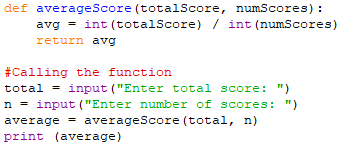 def averageScore(totalScore, numScores):
    avg = int(totalScore) / int(numScores)
    return avg

#Calling the function
total = input("Enter total score: ")
n = input("Enter number of scores: ")
average = averageScore(total, n)
print (average)